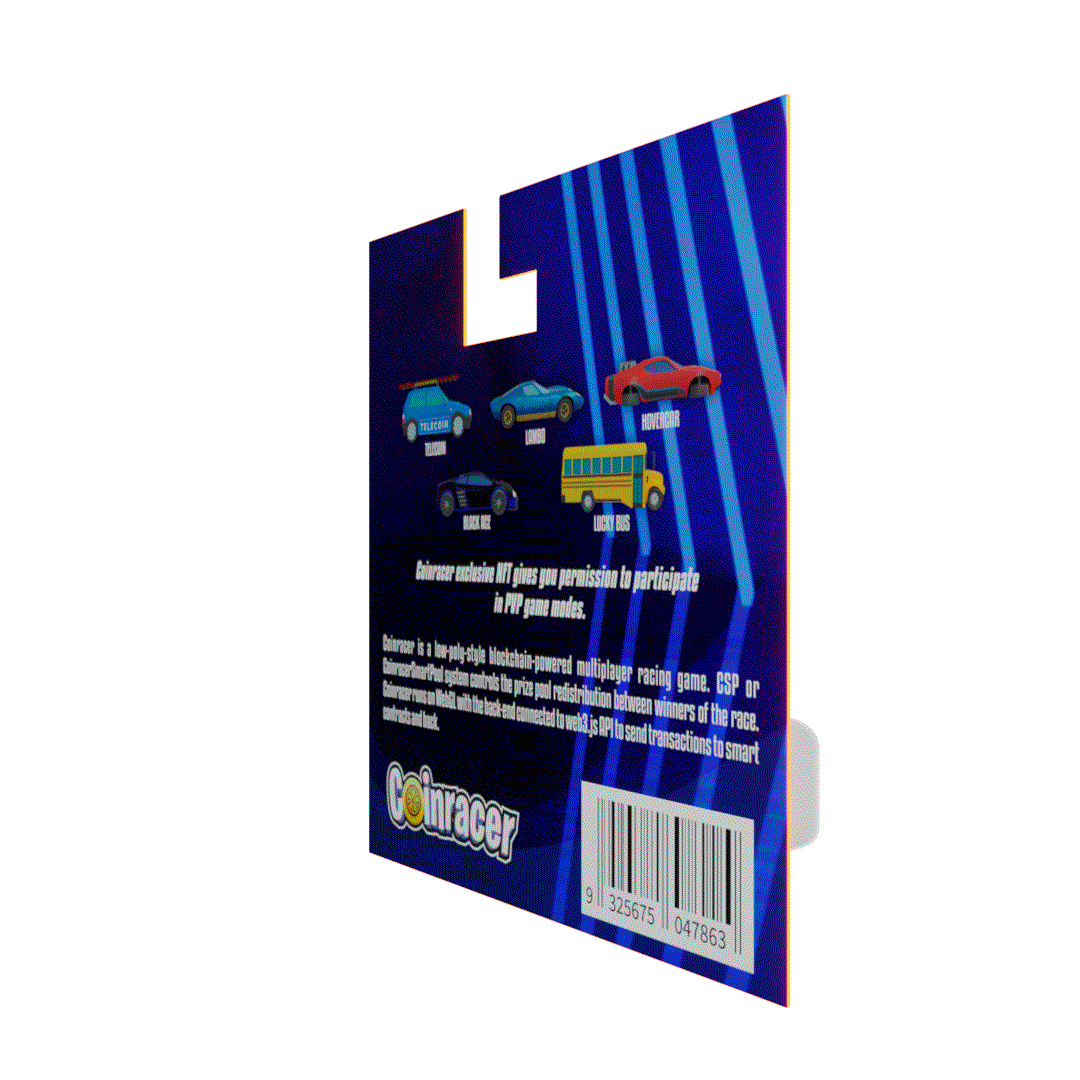 TELECOIN
TELECOIN
LAMBO
HOVERCAR
BLACK ACE
LUCKY BUS
Coinracer exclusive NFT gives you permission to participate
in PVP game modes.
Coinracer is a low-poly-style blockchain-powered multiplayer racing game. CSP or
CoinracerSmartPool system controls the prize pool redistribution between winners of the race.
Coinracer runs on WebGL with the back-end connected to web3.js API to send transactions to smart
contracts and back.
Coinracer
9 325675 047863